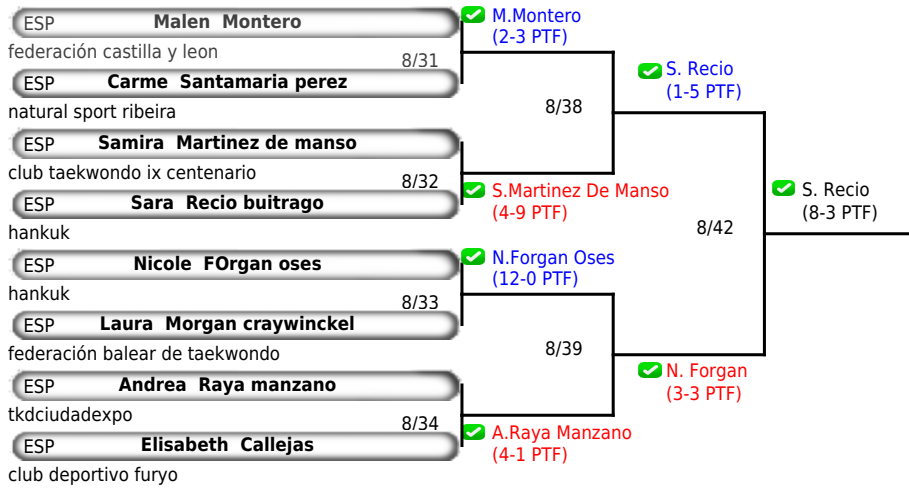 ESP Malen Montero
federación castilla y leon
8/31
ESP Carme Santamaria perez
natural sport ribeira
ESP Samira Martinez de manso
club taekwondo ix centenario
8/32
ESP Sara Recio buitrago
hankuk
ESP Nicole FOrgan oses
hankuk
8/33
ESP Laura Morgan craywinckel
federación balear de taekwondo
ESP Andrea Raya manzano
tkdciudadexpo
8/34
ESP Elisabeth Callejas
club deportivo furyo
M.Montero
(2-3 PTF)
8/38
S.Martinez De Manso
(4-9 PTF)
N.Forgan Oses
(12-0 PTF)
8/39
A.Raya Manzano
(4-1 PTF)
S. Recio
(1-5 PTF)
8/42
N. Forgan
(3-3 PTF)
S. Recio
(8-3 PTF)